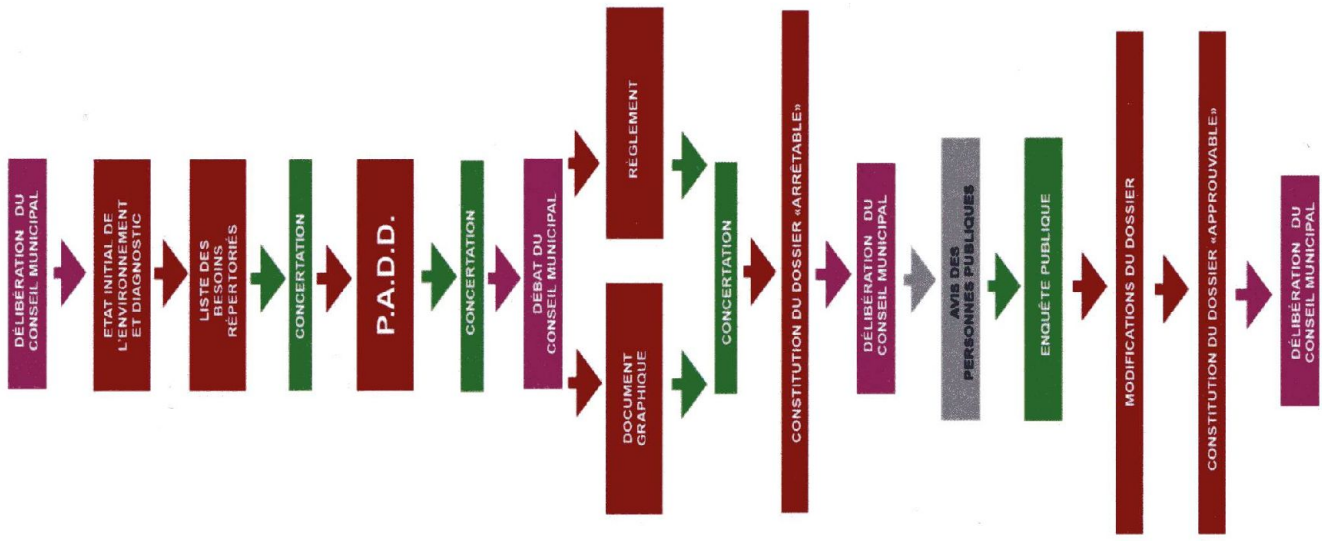 DÉLIBÉRATION DU
CONSEIL MUNICIPAL
ETAT INITIAL DE
L'ENVIRONNEMENT
ET DIAGNOSTIC
LISTE DES
BESOINS
RÉPERTORIÉS
CONCERTATION
P.A.D.D.
CONCERTATION
DÉBAT DU
CONSEIL MUNICIPAL
DOCUMENT
GRAPHIQUE
RÈGLEMENT
CONCERTATION
CONSTITUTION DU DOSSIER «ARRÊTABLE»
DÉLIBÉRATION DU
CONSEIL MUNICIPAL
AVIS DES
PERSONNES PUBLIQUES
ENQUÊTE PUBLIQUE
MODIFICATIONS DU DOSSIER
CONSTITUTION DU DOSSIER «APPROUVABLE»
DÉLIBÉRATION DU
CONSEIL MUNICIPAL